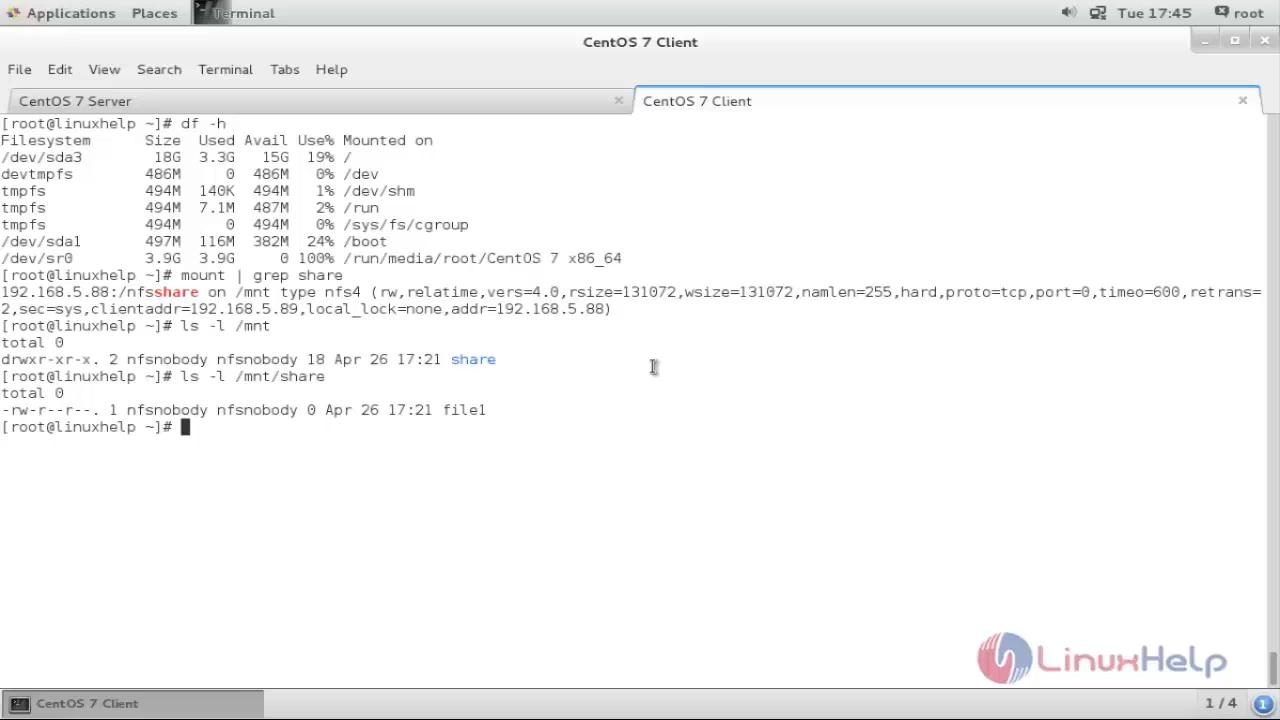 Applications Places Terminal Tue 17:45 root
CentOS 7 Client
File Edit View Search Terminal Tabs Help
CentOS 7 Server × CentOS 7 Client ×
[root@linuxhelp ~]# df -h
Filesystem      Size  Used Avail Use% Mounted on
/dev/sda3        18G  3.3G   15G  19% /
devtmpfs        486M     0  486M   0% /dev
tmpfs           494M  140K  494M   1% /dev/shm
tmpfs           494M  7.1M  487M   2% /run
tmpfs           494M     0  494M   0% /sys/fs/cgroup
/dev/sda1       497M  116M  382M  24% /boot
/dev/sr0        3.9G  3.9G     0 100% /run/media/root/CentOS 7 x86_64
[root@linuxhelp ~]# mount | grep share
192.168.5.88:/nfsshare on /mnt type nfs4 (rw,relatime,vers=4.0,rsize=131072,wsize=131072,namlen=255,hard,proto=tcp,port=0,timeo=600,retrans=
2,sec=sys,clientaddr=192.168.5.89,local_lock=none,addr=192.168.5.88)
[root@linuxhelp ~]# ls -l /mnt
total 0
drwxr-xr-x. 2 nfsnobody nfsnobody 18 Apr 26 17:21 share
[root@linuxhelp ~]# ls -l /mnt/share
total 0
-rw-r--r--. 1 nfsnobody nfsnobody 0 Apr 26 17:21 file1
[root@linuxhelp ~]#
LinuxHelp
CentOS 7 Client 1 / 4 1